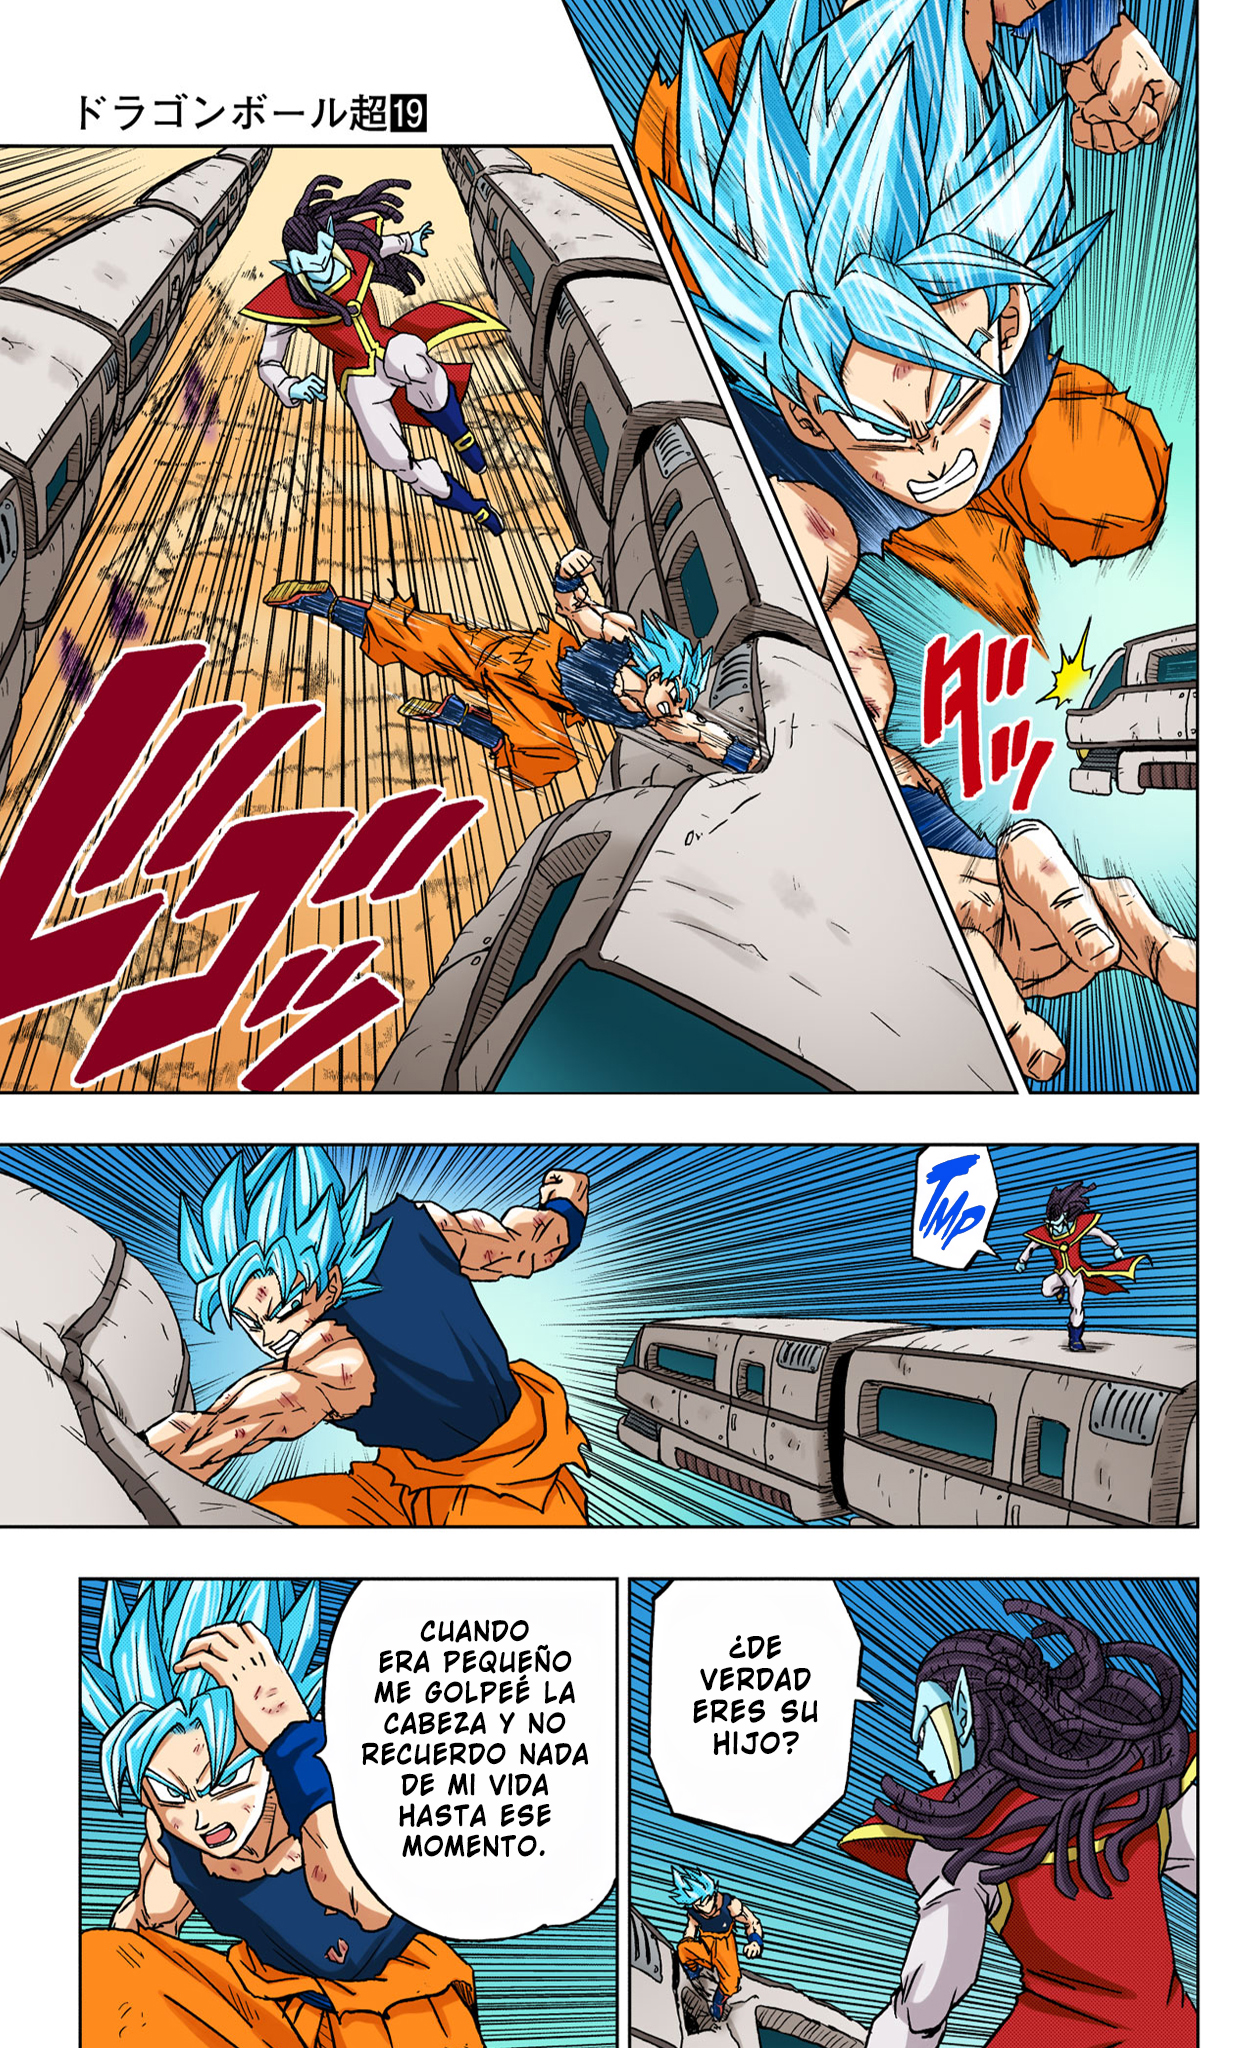 ドラゴンボール超19
ダッ
ドゴッ
TMP
¿DE
VERDAD
ERES SU
HIJO?
CUANDO
ERA PEQUEÑO
ME GOLPEÉ LA
CABEZA Y NO
RECUERDO NADA
DE MI VIDA
HASTA ESE
MOMENTO.